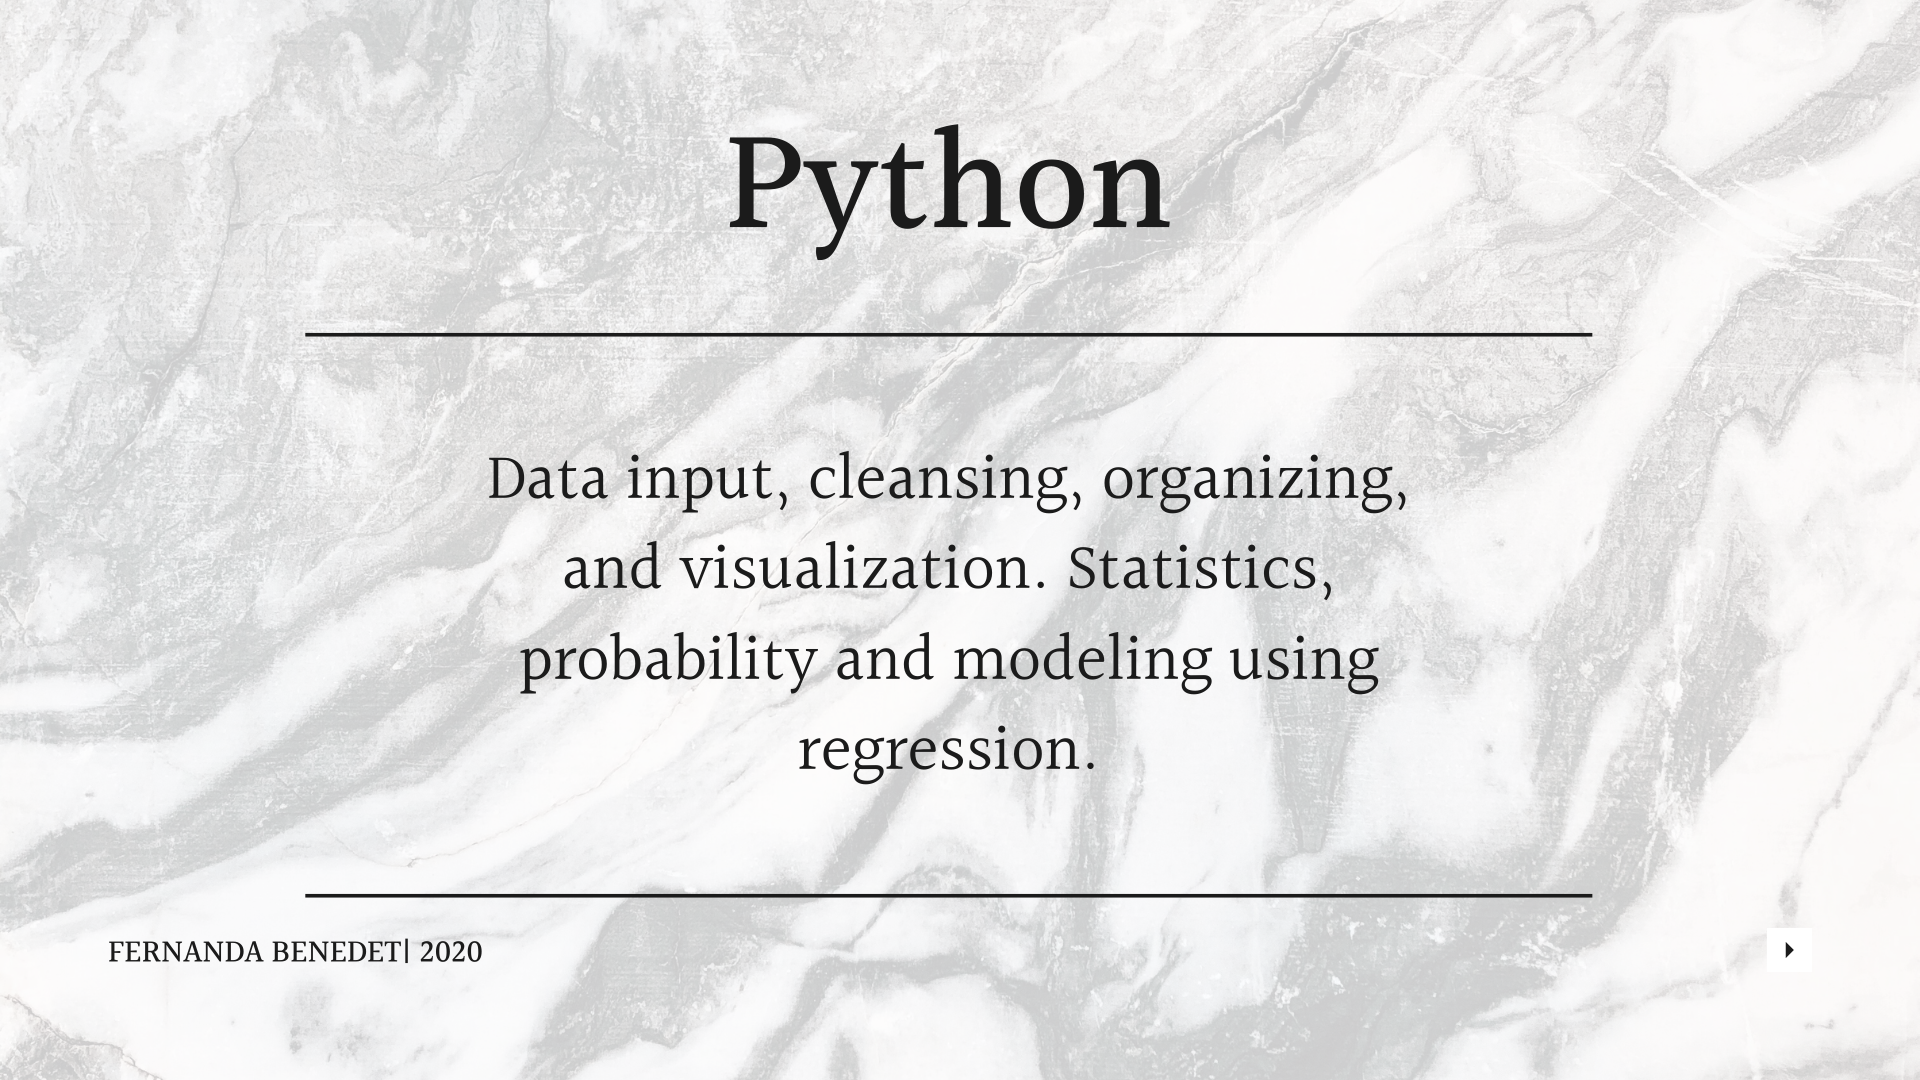 Python
Data input, cleansing, organizing,
and visualization. Statistics,
probability and modeling using
regression.
FERNANDA BENEDET| 2020